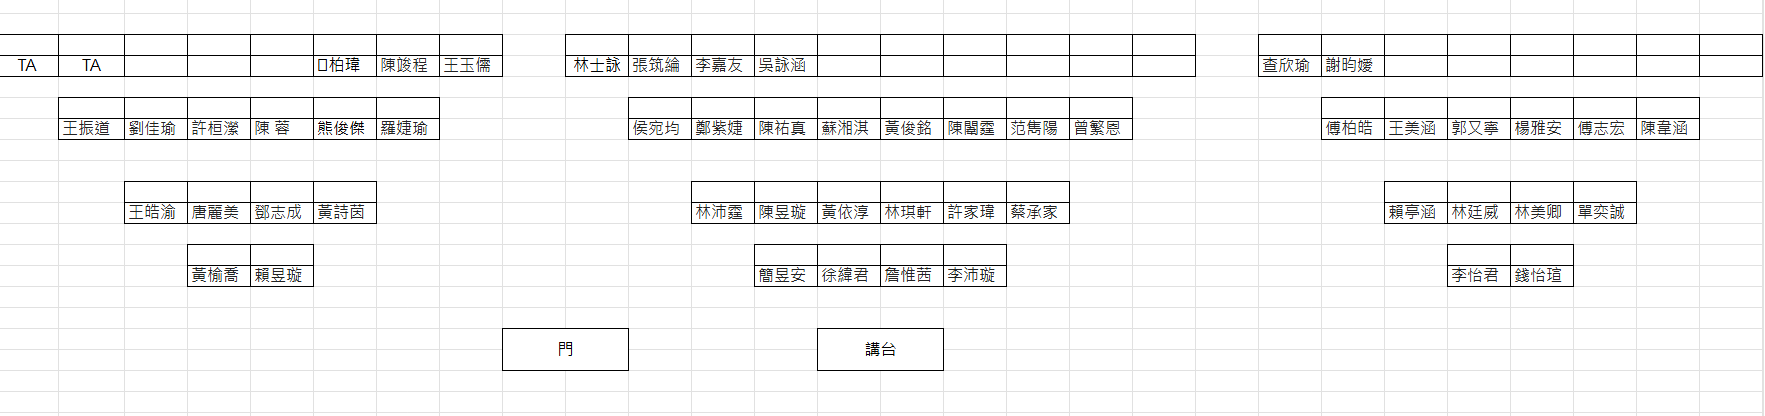 TA TA 柏瑋 陳竣程 王玉儒 林士詠 張筑綸 李嘉友 吳詠涵 查欣瑜 謝昀嬡
王振道 劉佳瑜 許桓瀠 陳 蓉 熊俊傑 羅婕瑜 侯宛均 鄭紫婕 陳祐真 蘇湘淇 黃俊銘 陳闓霆 范雋陽 曾繁恩 傅柏皓 王美涵 郭又寧 楊雅安 傅志宏 陳韋涵
王皓渝 唐麗美 鄧志成 黃詩茵 林沛霆 陳昱璇 黃依淳 林琪軒 許家瑋 蔡承家 賴亭涵 林廷威 林美卿 單奕誠
黃榆喬 賴昱璇 簡昱安 徐緯君 詹惟茜 李沛璇 李怡君 錢怡瑄
門 講台